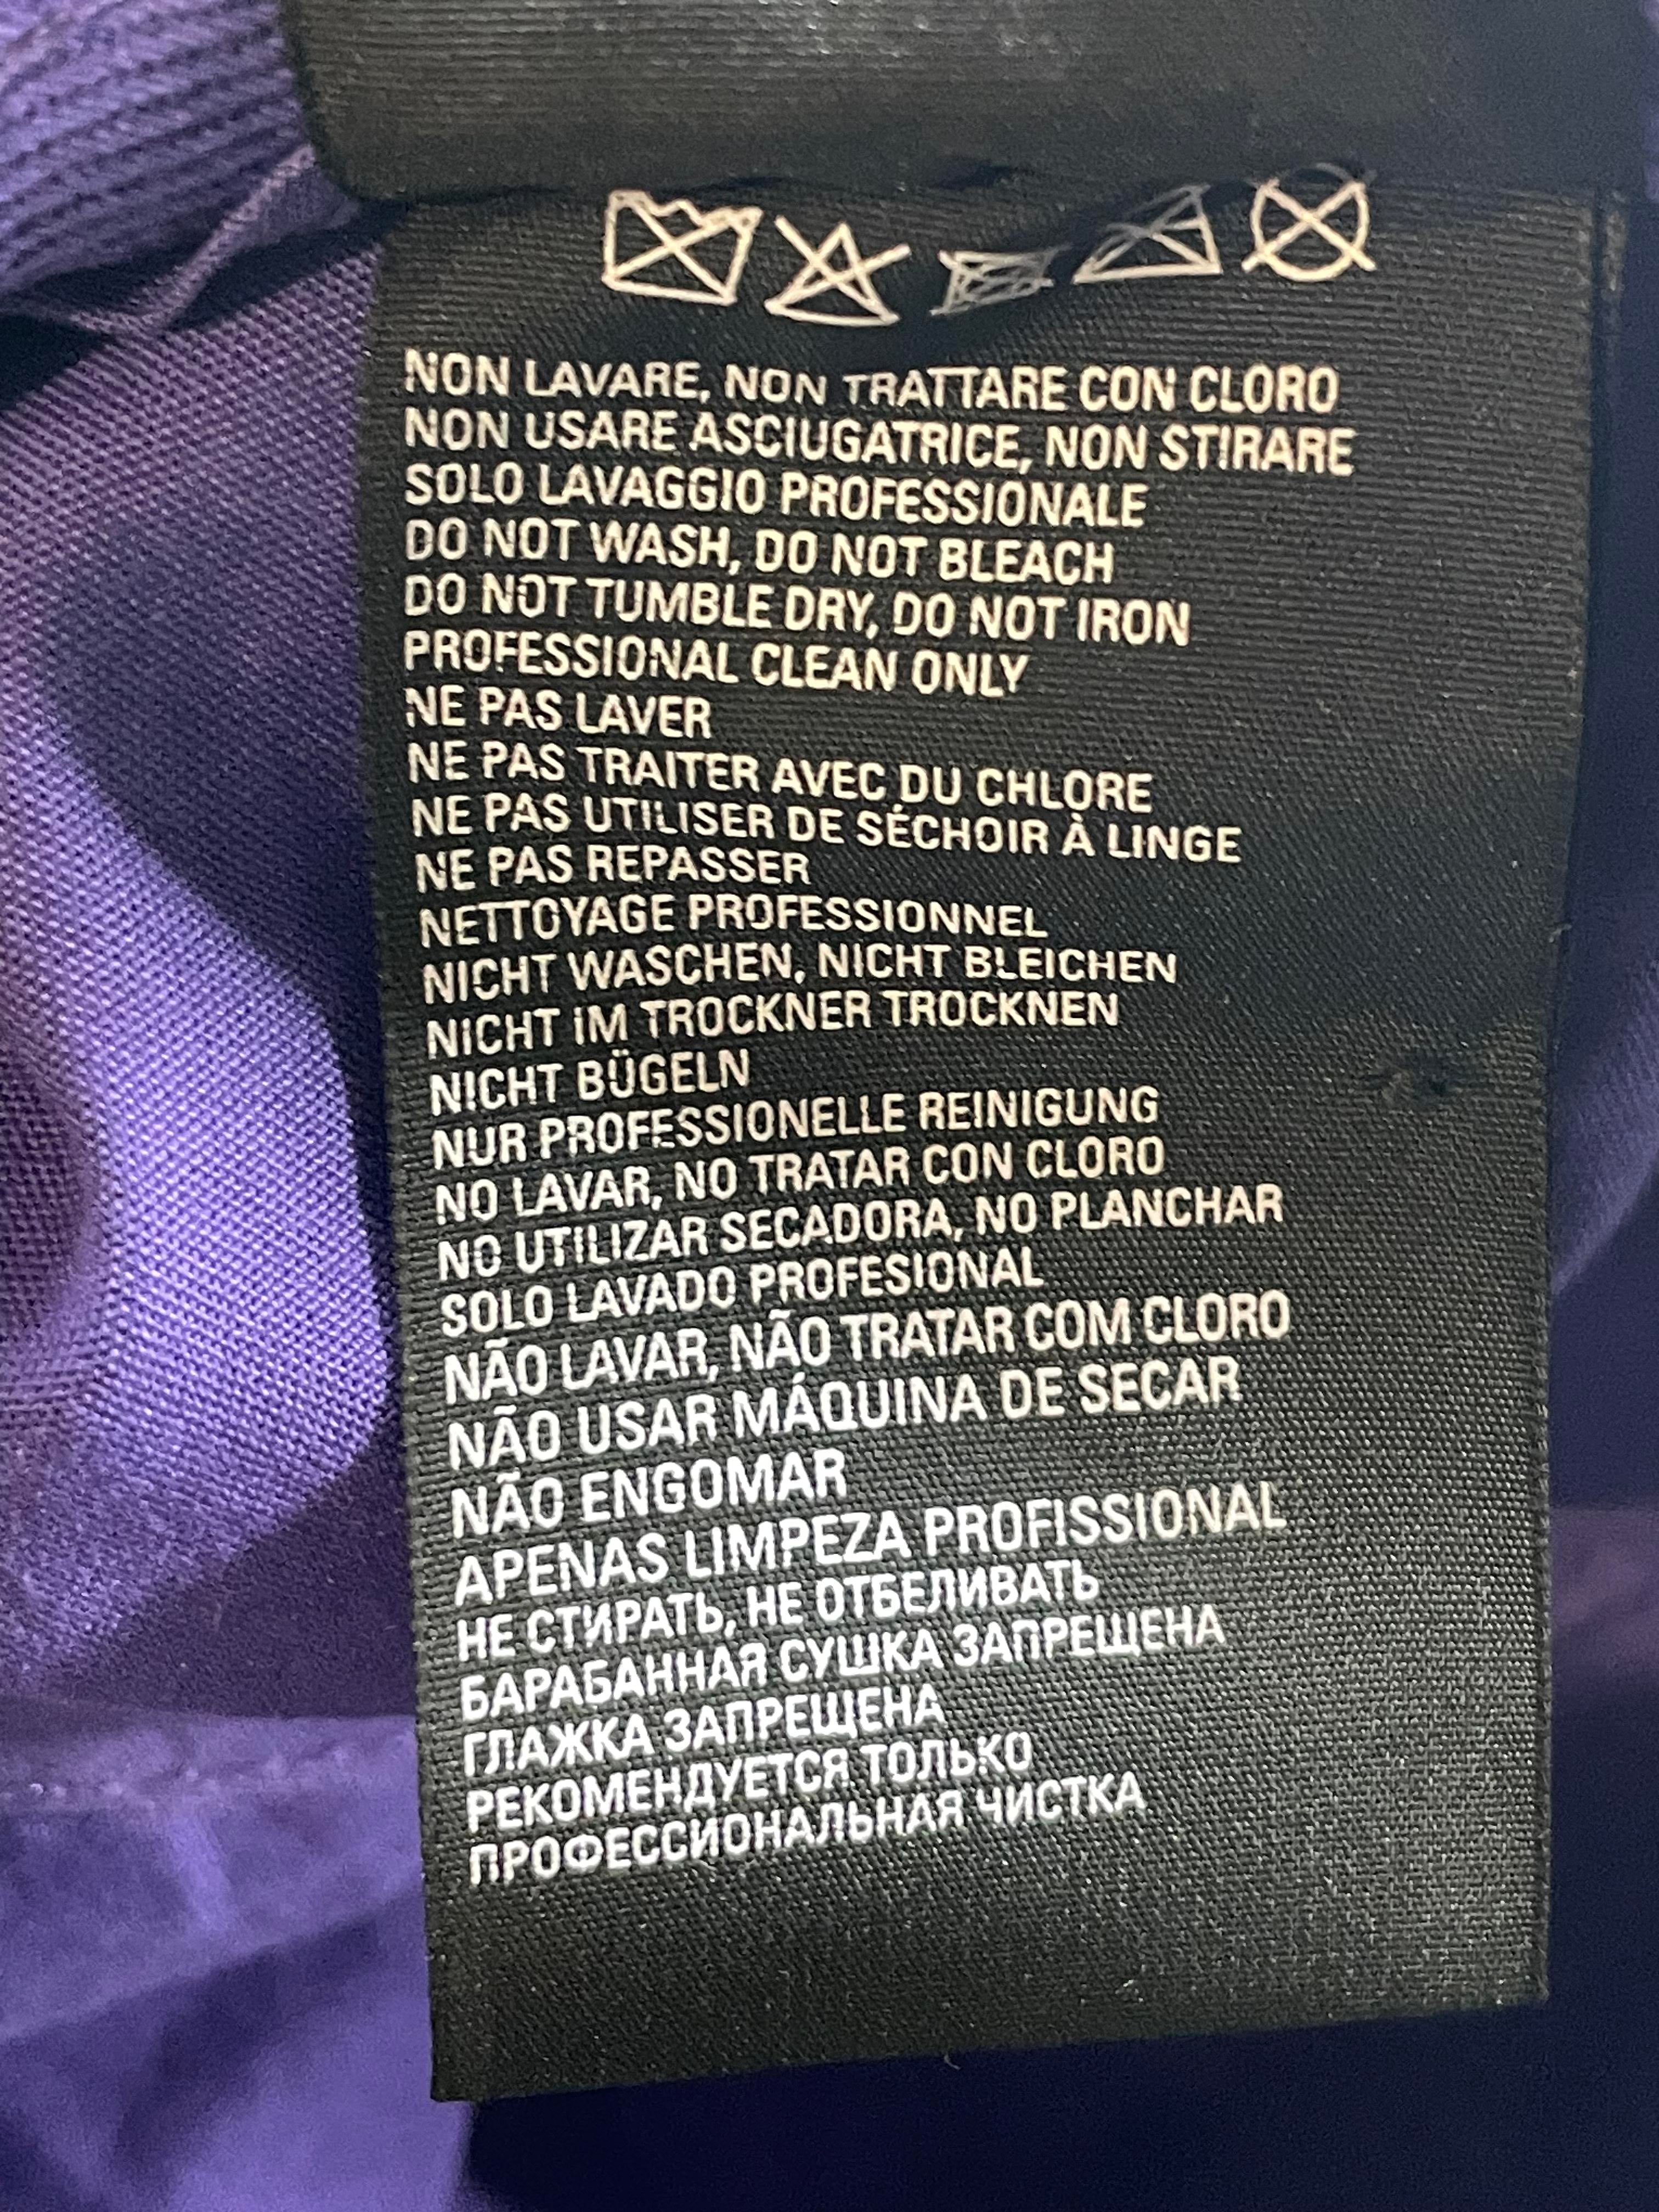 NON LAVARE, NON TRATTARE CON CLORO
NON USARE ASCIUGATRICE, NON STIRARE
SOLO LAVAGGIO PROFESSIONALE
DO NOT WASH, DO NOT BLEACH
DO NOT TUMBLE DRY, DO NOT IRON
PROFESSIONAL CLEAN ONLY
NE PAS LAVER
NE PAS TRAITER AVEC DU CHLORE
NE PAS UTILISER DE SÉCHOIR À LINGE
NE PAS REPASSER
NETTOYAGE PROFESSIONNEL
NICHT WASCHEN, NICHT BLEICHEN
NICHT IM TROCKNER TROCKNEN
NICHT BÜGELN
NUR PROFESSIONELLE REINIGUNG
NO LAVAR, NO TRATAR CON CLORO
NO UTILIZAR SECADORA, NO PLANCHAR
SOLO LAVADO PROFESIONAL
NÃO LAVAR, NÃO TRATAR COM CLORO
NÃO USAR MÁQUINA DE SECAR
NÃO ENGOMAR
APENAS LIMPEZA PROFISSIONAL
НЕ СТИРАТЬ, НЕ ОТБЕЛИВАТЬ
БАРАБАННАЯ СУШКА ЗАПРЕЩЕНА
ГЛАЖКА ЗАПРЕЩЕНА
РЕКОМЕНДУЕТСЯ ТОЛЬКО
ПРОФЕССИОНАЛЬНАЯ ЧИСТКА